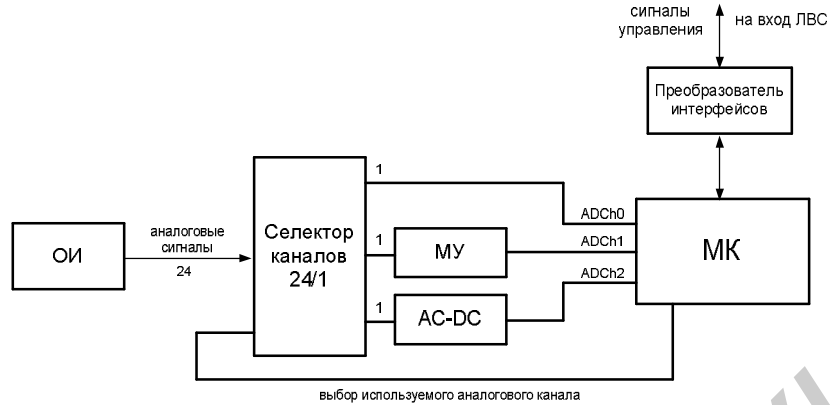 сигналы
управления
на вход ЛВС
Преобразователь
интерфейсов
1
ADCh0
аналоговые
сигналы
24
ОИ
Селектор
каналов
24/1
1
МУ
ADCh1
МК
1
AC-DC
ADCh2
выбор используемого аналогового канала